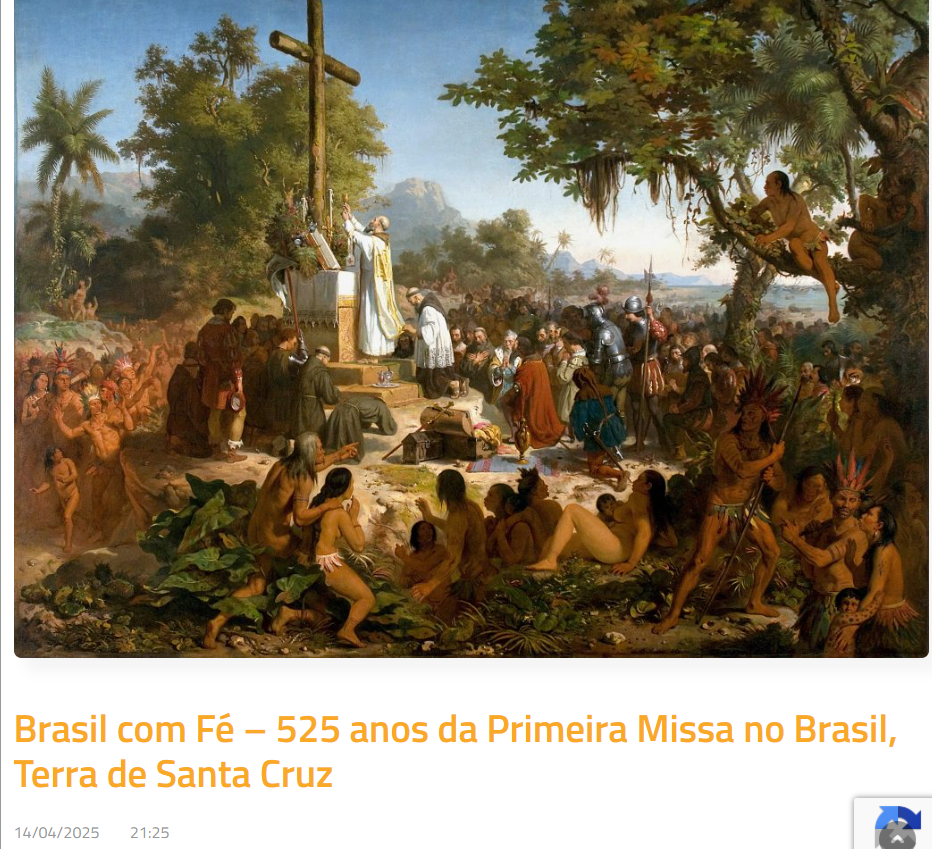 Brasil com Fé – 525 anos da Primeira Missa no Brasil,
Terra de Santa Cruz
14/04/2025 21:25